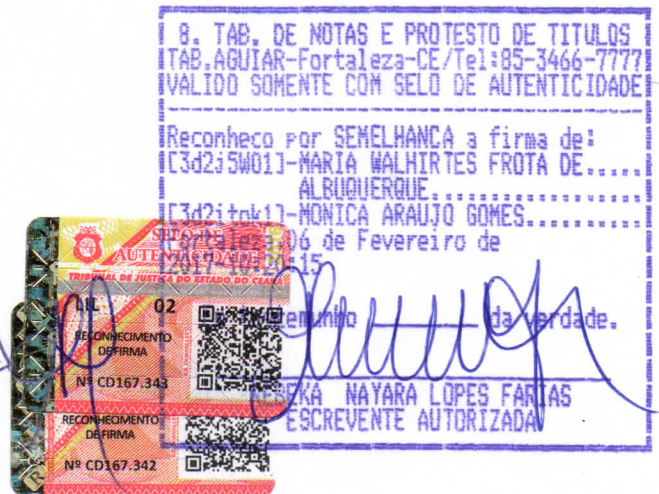 8. TAB. DE NOTAS E PROTESTO DE TITULOS
TAB.AGUIAR-Fortaleza-CE/Tel:85-3466-7777
VALIDO SOMENTE COM SELO DE AUTENTICIDADE
Reconheco por SEMELHANCA a firma de:
[3d2j5W01]-MARIA WALHIRTES FROTA DE.....
ALBUQUERQUE..............
[3d2jtpk1]-MONICA ARAUJO GOMES.....
Fortaleza,06 de Fevereiro de
2017
da verdade.
NAYARA LOPES FARIAS
ESCREVENTE AUTORIZADA
SELO DE
AUTENTICIDADE
TRIBUNAL DE JUSTIÇA DO ESTADO DO CEARÁ
02
RECONHECIMENTO
DE FIRMA
Nº CD167.343
RECONHECIMENTO
DE FIRMA
Nº CD167.342